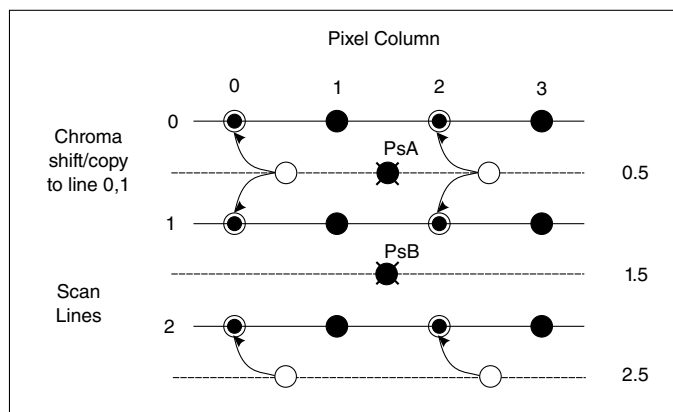 Pixel Column
0 1 2 3
0
Chroma
shift/copy
to line 0,1
PsA
0.5
1
PsB
1.5
Scan
Lines
2
2.5